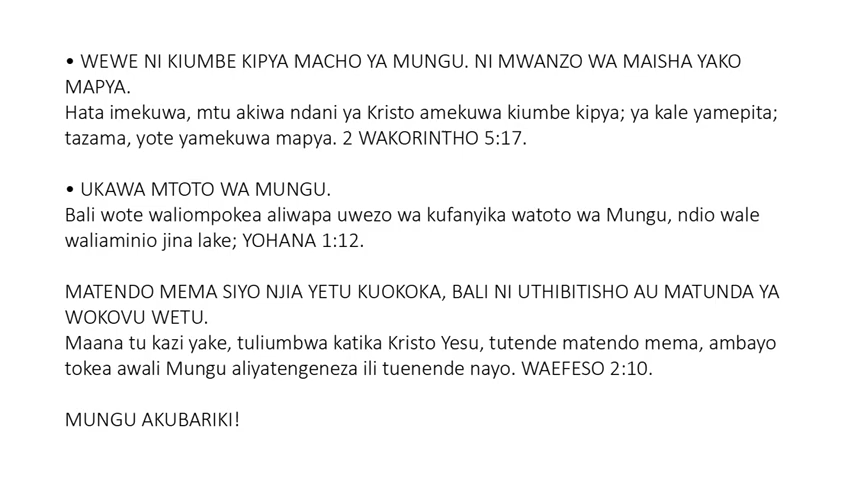 • WEWE NI KIUMBE KIPYA MACHO YA MUNGU. NI MWANZO WA MAISHA YAKO
MAPYA.
Hata imekuwa, mtu akiwa ndani ya Kristo amekuwa kiumbe kipya; ya kale yamepita;
tazama, yote yamekuwa mapya. 2 WAKORINTHO 5:17.
• UKAWA MTOTO WA MUNGU.
Bali wote waliompokea aliwapa uwezo wa kufanyika watoto wa Mungu, ndio wale
waliaminio jina lake; YOHANA 1:12.
MATENDO MEMA SIYO NJIA YETU KUOKOKA, BALI NI UTHIBITISHO AU MATUNDA YA
WOKOVU WETU.
Maana tu kazi yake, tuliumbwa katika Kristo Yesu, tutende matendo mema, ambayo
tokea awali Mungu aliyatengeneza ili tuenende nayo. WAEFESO 2:10.
MUNGU AKUBARIKI!